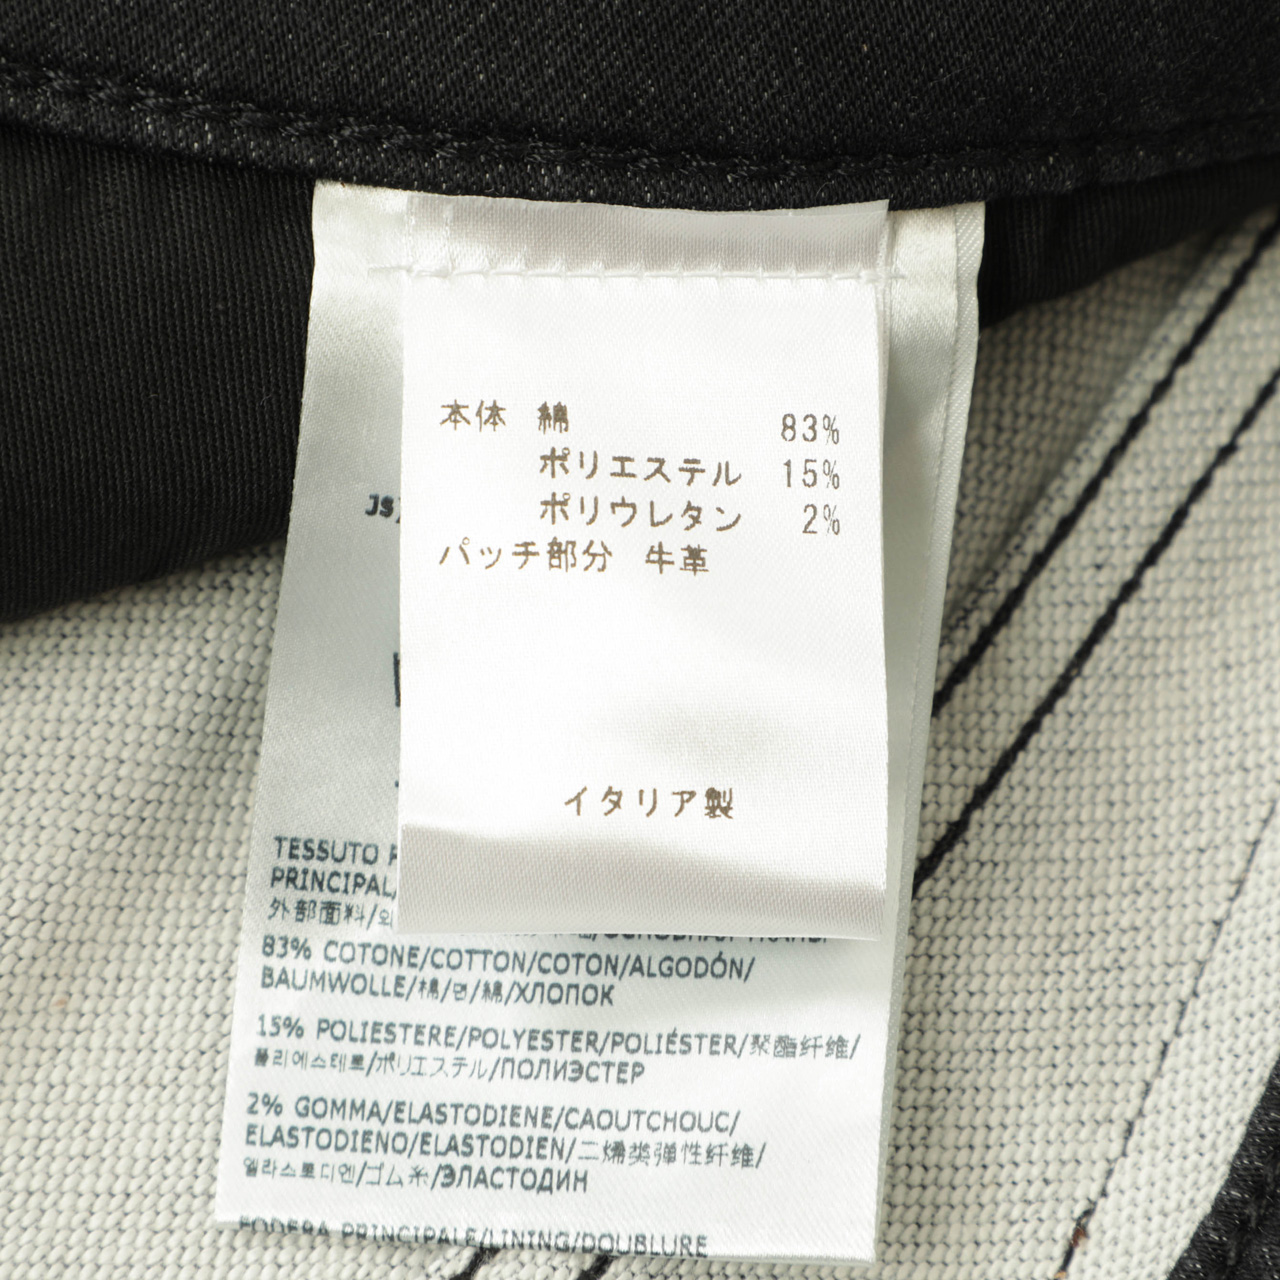 本体 綿 83%
ポリエステル 15%
ポリウレタン 2%
パッチ部分 牛革
イタリア製
TESSUTO
PRINCIPAL
外部面料/
83% COTONE/COTTON/COTON/ALGODÓN/
BAUMWOLLE/棉/면/綿/ХЛОПОК
15% POLIESTERE/POLYESTER/POLIÉSTER/聚酯纤维/
폴리에스테르/ポリエステル/ПОЛИЭСТЕР
2% GOMMA/ELASTODIENE/CAOUTCHOUC/
ELASTODIENO/ELASTODIEN/二烯类弹性纤维/
엘라스토디엔/ゴム糸/ЭЛАСТОДИН
FODERA PRINCIPALE/LINING/DOUBLURE